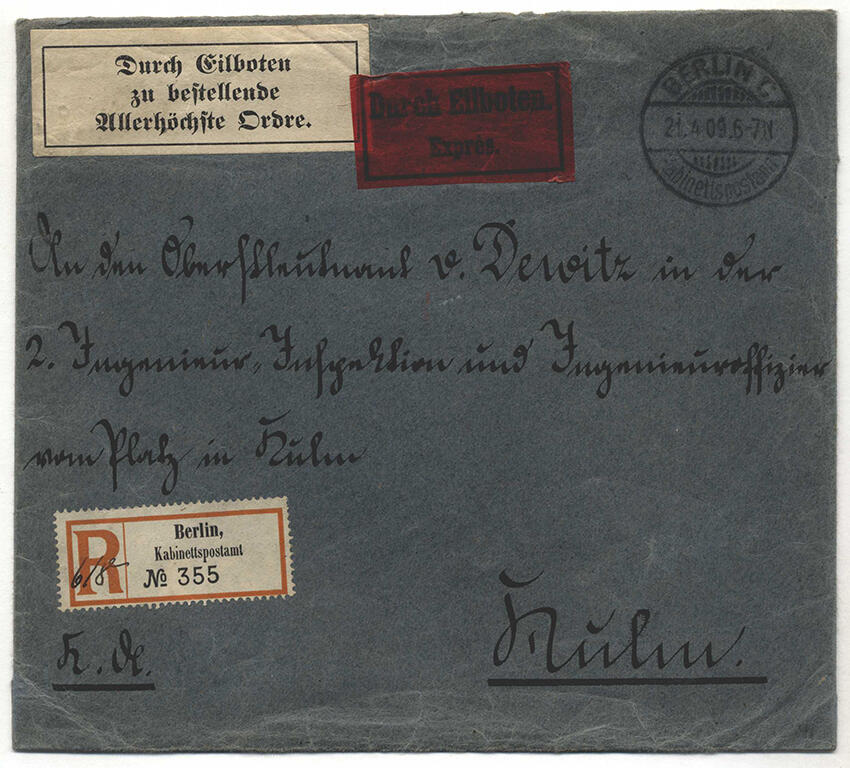 Durch Eilboten
zu bestellende
Allerhöchste Ordre.
Durch Eilboten.
Expres.
BERLIN C
21.4.09.6-7N
Kabinettspostamt
An den Oberstleutnant v. Dewitz in der
2. Ingenieur-Inspektion und Ingenieuroffizier
vom Platz in Kulm
R
Berlin,
Kabinettspostamt
№ 355
Kulm.